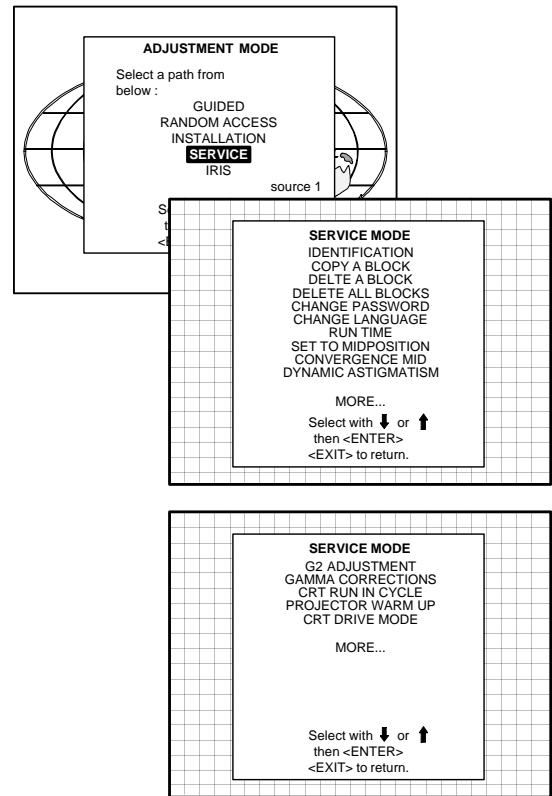 ADJUSTMENT MODE
Select a path from
below :
GUIDED
RANDOM ACCESS
INSTALLATION
SERVICE
IRIS
source 1
SERVICE MODE
IDENTIFICATION
COPY A BLOCK
DELTE A BLOCK
DELETE ALL BLOCKS
CHANGE PASSWORD
CHANGE LANGUAGE
RUN TIME
SET TO MIDPOSITION
CONVERGENCE MID
DYNAMIC ASTIGMATISM
MORE...
Select with ⬇ or ⬆
then <ENTER>
<EXIT> to return.
SERVICE MODE
G2 ADJUSTMENT
GAMMA CORRECTIONS
CRT RUN IN CYCLE
PROJECTOR WARM UP
CRT DRIVE MODE
MORE...
Select with ⬇ or ⬆
then <ENTER>
<EXIT> to return.